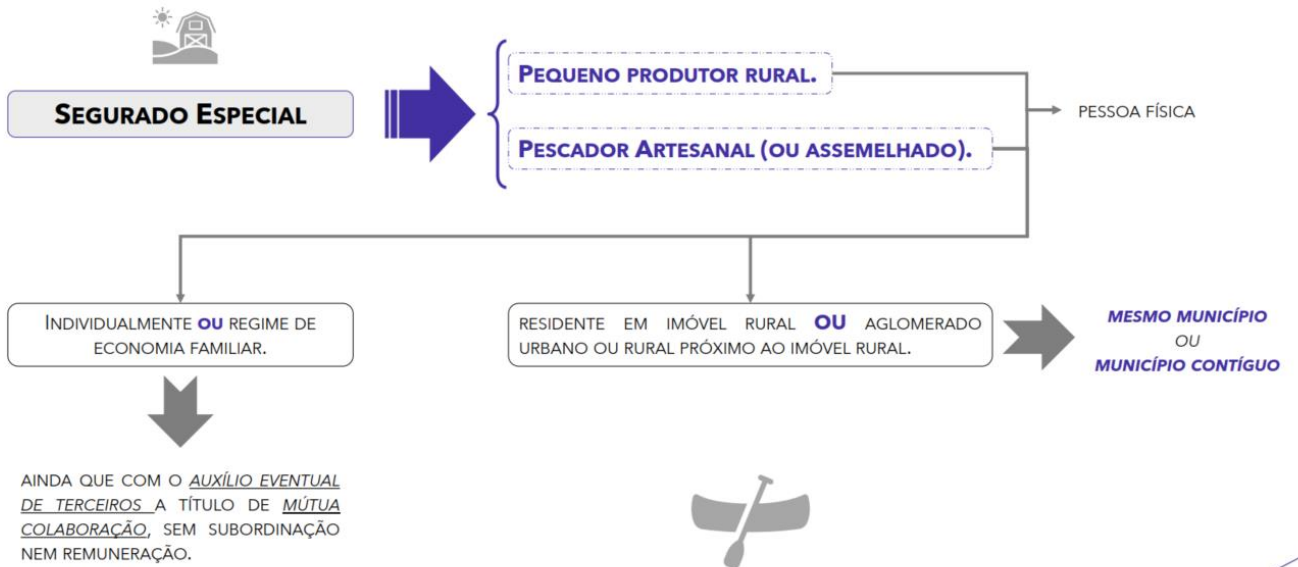 SEGURADO ESPECIAL
PEQUENO PRODUTOR RURAL.
PESCADOR ARTESANAL (OU ASSEMELHADO).
PESSOA FÍSICA
INDIVIDUALMENTE OU REGIME DE
ECONOMIA FAMILIAR.
RESIDENTE EM IMÓVEL RURAL OU AGLOMERADO
URBANO OU RURAL PRÓXIMO AO IMÓVEL RURAL.
MESMO MUNICÍPIO
OU
MUNICÍPIO CONTÍGUO
AINDA QUE COM O AUXÍLIO EVENTUAL
DE TERCEIROS A TÍTULO DE MÚTUA
COLABORAÇÃO, SEM SUBORDINAÇÃO
NEM REMUNERAÇÃO.